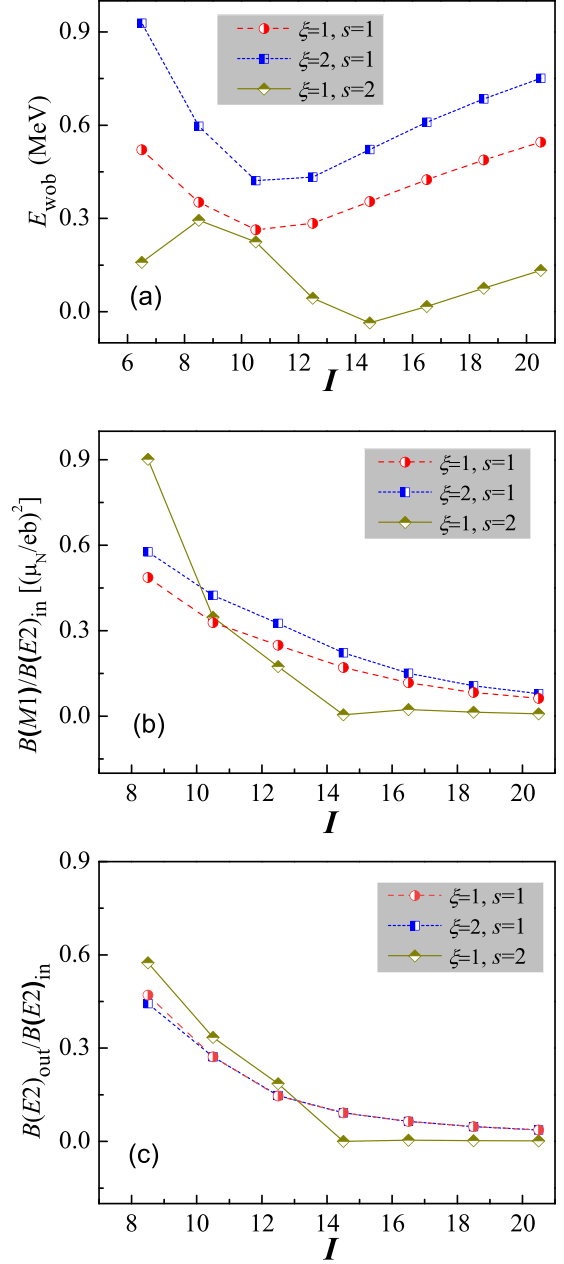 0.9
0.6
0.3
0.0
E_wob (MeV)
ξ=1, s=1
ξ=2, s=1
ξ=1, s=2
(a)
6 8 10 12 14 16 18 20
I
0.9
0.6
0.3
0.0
B(M1)/B(E2)_in [(μ_N/eb)^2]
ξ=1, s=1
ξ=2, s=1
ξ=1, s=2
(b)
8 10 12 14 16 18 20
I
0.9
0.6
0.3
0.0
B(E2)_out/B(E2)_in
ξ=1, s=1
ξ=2, s=1
ξ=1, s=2
(c)
8 10 12 14 16 18 20
I